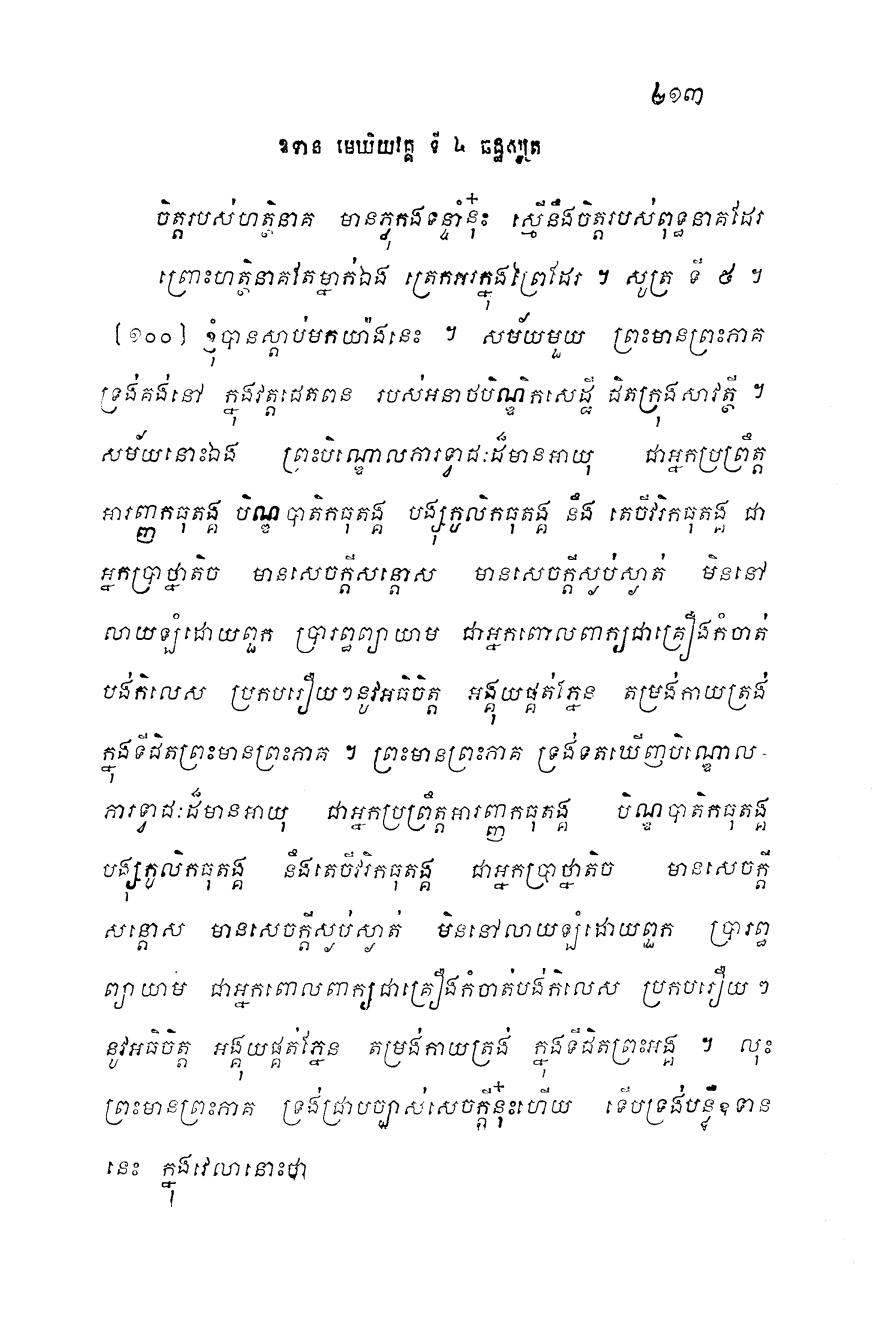 ២១៣
ឧទាន មេឃិយវគ្គ ទី ៤ ជន្ធសូត្រ
ចិត្តរបស់ហត្ថិនាគ មានភ្លុកងទន្ទាំនុ៎ះ ស្មើនឹងចិត្តរបស់ពុទ្ធនាគដែរ
ព្រោះហត្ថិនាគតែម្នាក់ឯង ត្រេកអរក្នុងព្រៃដែរ ។ សូត្រ ទី ៥ ។
[១០០] ខ្ញុំបានស្តាប់មកយ៉ាងនេះ ។ សម័យមួយ ព្រះមានព្រះភាគ
ទ្រង់គង់នៅ ក្នុងវត្តជេតពន របស់អនាថបិណ្ឌិកសេដ្ឋី ជិតក្រុងសាវត្ថី ។
សម័យនោះឯង ព្រះបិណ្ឌោលភារទ្វាជៈដ៏មានអាយុ ជាអ្នកប្រព្រឹត្ត
អារញ្ញកធុតង្គ បិណ្ឌបាតិកធុតង្គ បង្សុកូលិកធុតង្គ នឹង តេចីវរិកធុតង្គ ជា
អ្នកប្រាថ្នាតិច មានសេចក្តីសន្តោស មានសេចក្តីស្ងប់ស្ងាត់ មិននៅ
លាយឡំដោយពួក ប្រារព្ធព្យាយាម ជាអ្នកពោលពាក្យជាគ្រឿងកំចាត់
បង់កិលេស ប្រកបរឿយៗនូវអធិចិត្ត អង្គុយផ្គត់ភ្នែន តម្រង់កាយត្រង់
ក្នុងទីជិតព្រះមានព្រះភាគ ។ ព្រះមានព្រះភាគ ទ្រង់ទតឃើញបិណ្ឌោល-
ភារទ្វាជៈដ៏មានអាយុ ជាអ្នកប្រព្រឹត្តអារញ្ញកធុតង្គ បិណ្ឌបាតិកធុតង្គ
បង្សុកូលិកធុតង្គ នឹងតេចីវរិកធុតង្គ ជាអ្នកប្រាថ្នាតិច មានសេចក្តី
សន្តោស មានសេចក្តីស្ងប់ស្ងាត់ មិននៅលាយឡំដោយពួក ប្រារព្ធ
ព្យាយាម ជាអ្នកពោលពាក្យជាគ្រឿងកំចាត់បង់កិលេស ប្រកបរឿយ ៗ
នូវអធិចិត្ត អង្គុយផ្គត់ភ្នែន តម្រង់កាយត្រង់ ក្នុងទីជិតព្រះអង្គ ។ លុះ
ព្រះមានព្រះភាគ ទ្រង់ជ្រាបច្បាស់សេចក្តីនុ៎ះហើយ ទើបទ្រង់បន្លឺឧទាន
នេះ ក្នុងវេលានោះថា